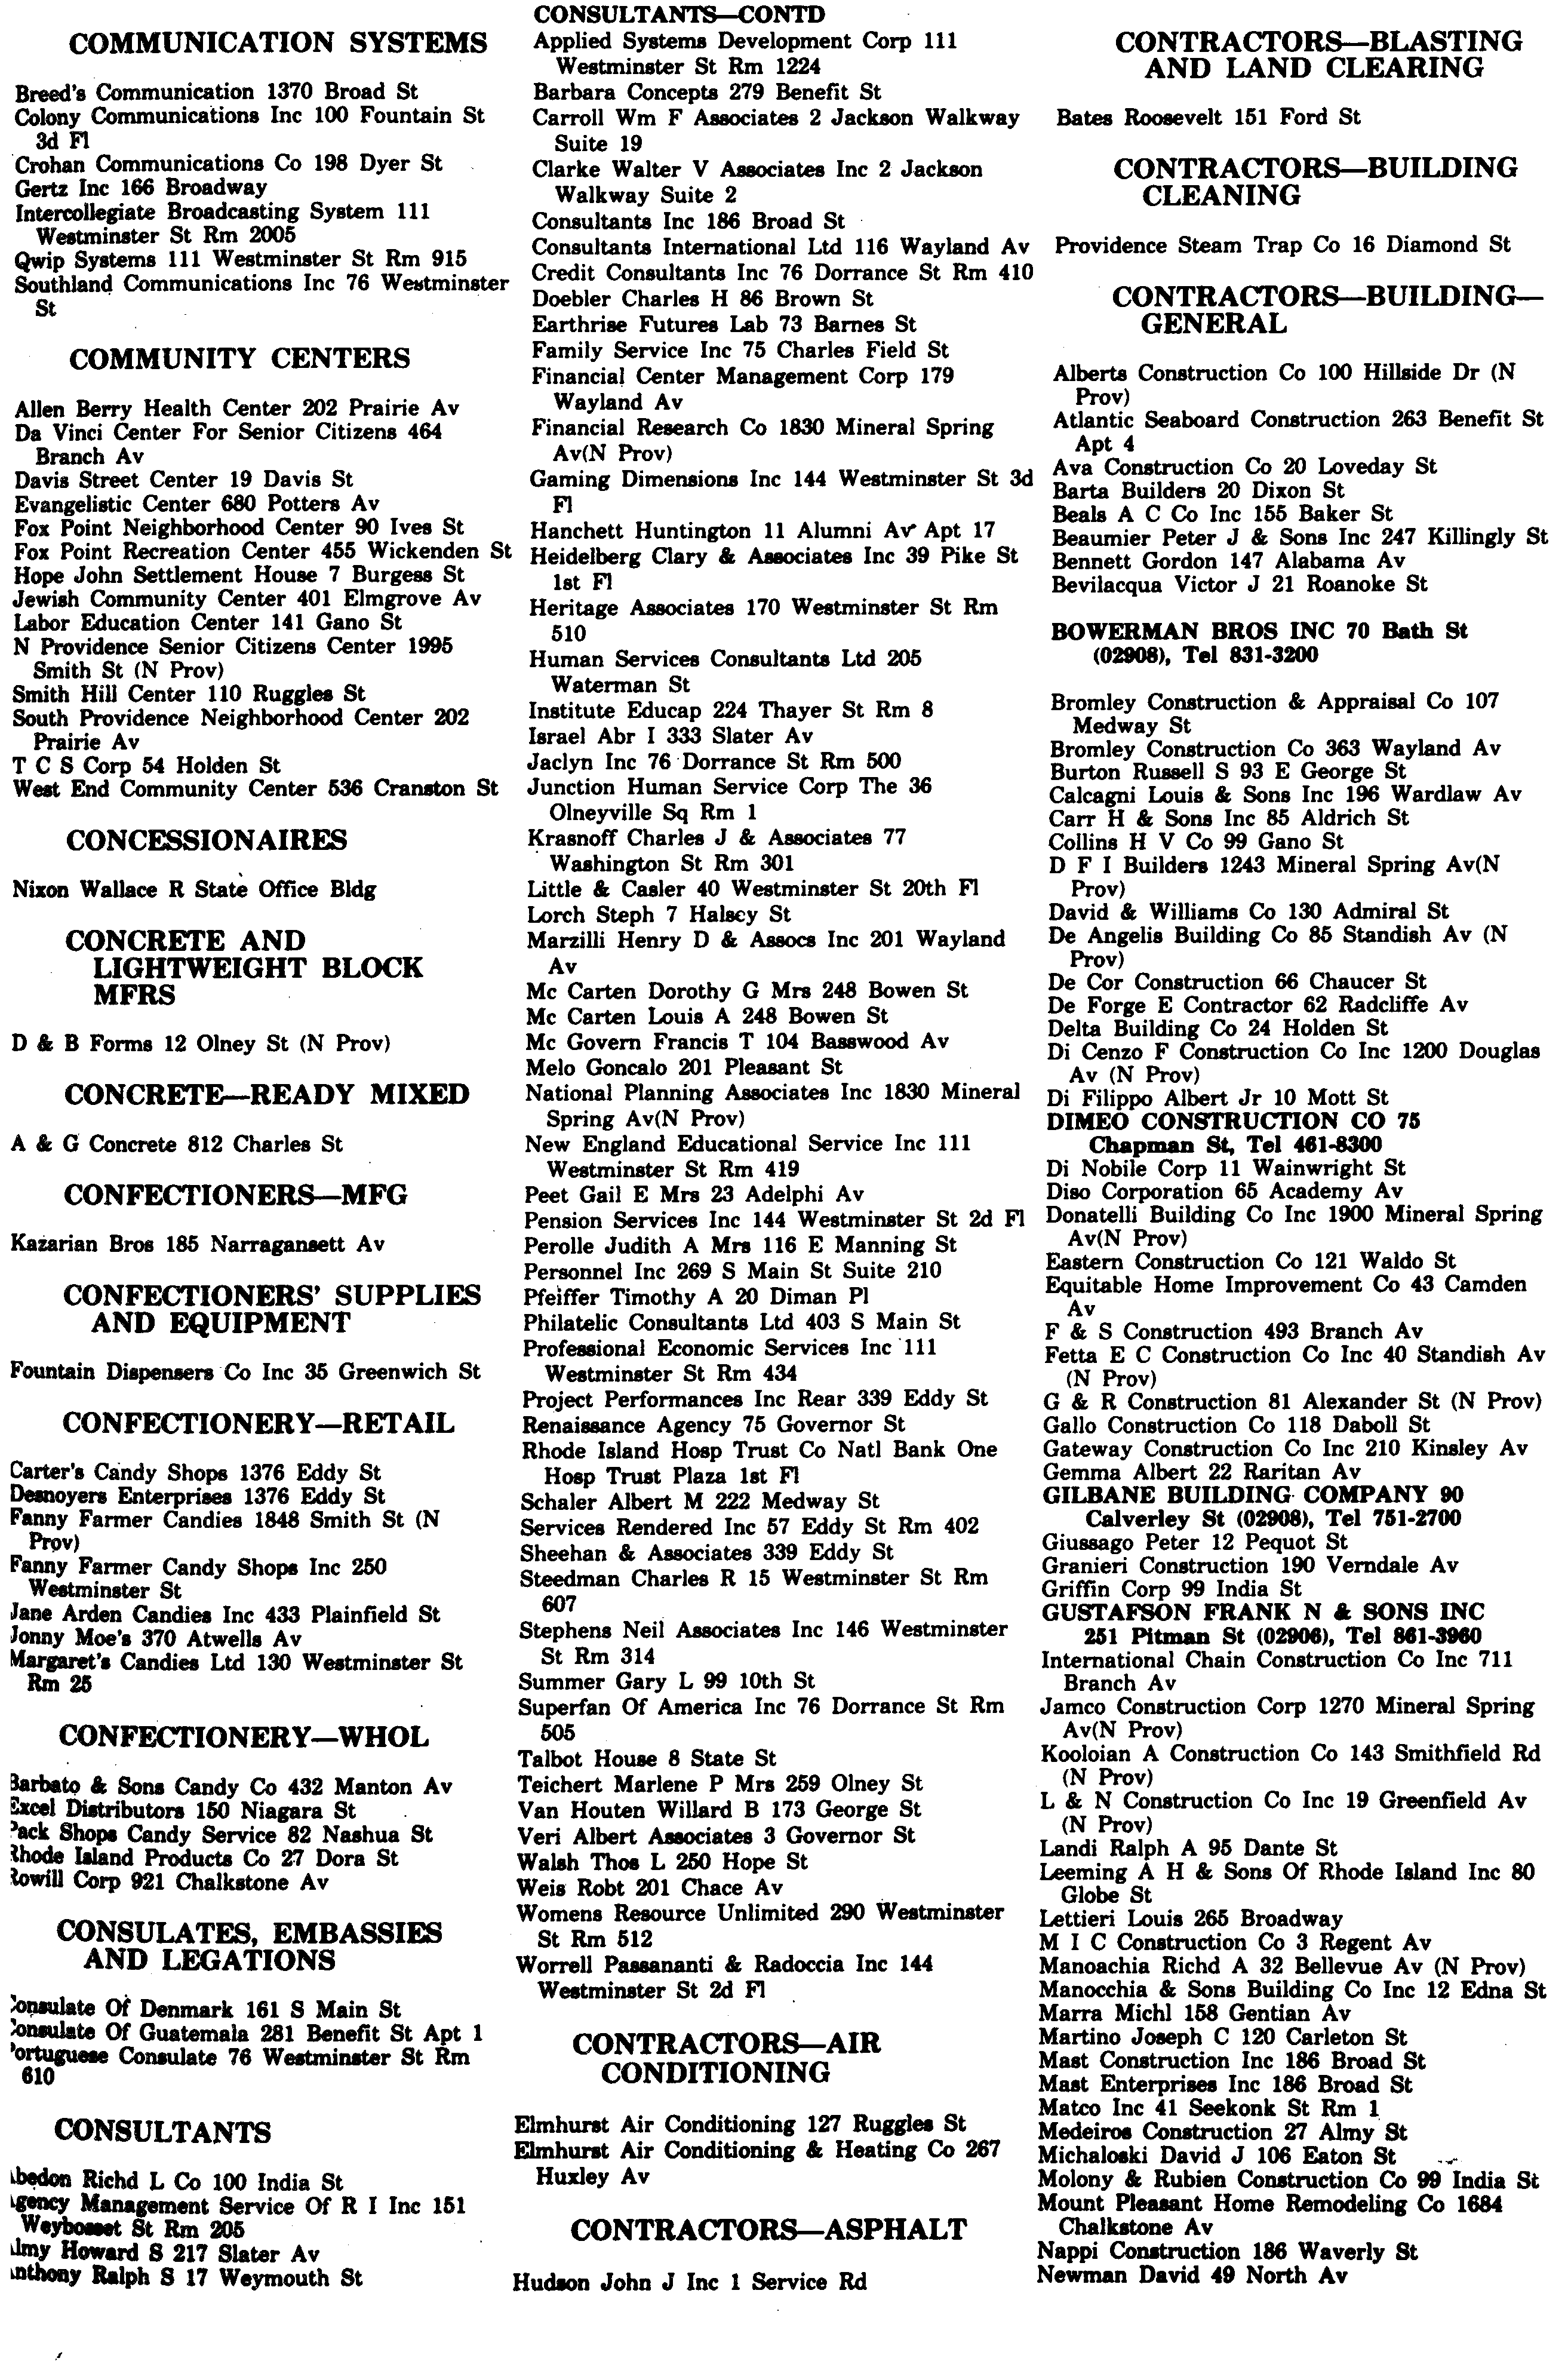 COMMUNICATION SYSTEMS
Breed's Communication 1370 Broad St
Colony Communications Inc 100 Fountain St
3d Fl
Crohan Communications Co 198 Dyer St
Gertz Inc 166 Broadway
Intercollegiate Broadcasting System 111
Westminster St Rm 2005
Qwip Systems 111 Westminster St Rm 915
Southland Communications Inc 76 Westminster
St
COMMUNITY CENTERS
Allen Berry Health Center 202 Prairie Av
Da Vinci Center For Senior Citizens 464
Branch Av
Davis Street Center 19 Davis St
Evangelistic Center 680 Potters Av
Fox Point Neighborhood Center 90 Ives St
Fox Point Recreation Center 455 Wickenden St
Hope John Settlement House 7 Burgess St
Jewish Community Center 401 Elmgrove Av
Labor Education Center 141 Gano St
N Providence Senior Citizens Center 1995
Smith St (N Prov)
Smith Hill Center 110 Ruggles St
South Providence Neighborhood Center 202
Prairie Av
T C S Corp 54 Holden St
West End Community Center 536 Cranston St
CONCESSIONAIRES
Nixon Wallace R State Office Bldg
CONCRETE AND
LIGHTWEIGHT BLOCK
MFRS
D & B Forms 12 Olney St (N Prov)
CONCRETE—READY MIXED
A & G Concrete 812 Charles St
CONFECTIONERS—MFG
Kazarian Bros 185 Narragansett Av
CONFECTIONERS' SUPPLIES
AND EQUIPMENT
Fountain Dispensers Co Inc 35 Greenwich St
CONFECTIONERY—RETAIL
Carter's Candy Shops 1376 Eddy St
Desnoyers Enterprises 1376 Eddy St
Fanny Farmer Candies 1848 Smith St (N
Prov)
Fanny Farmer Candy Shops Inc 250
Westminster St
Jane Arden Candies Inc 433 Plainfield St
Jonny Moe's 370 Atwells Av
Margaret's Candies Ltd 130 Westminster St
Rm 25
CONFECTIONERY—WHOL
Barbato & Sons Candy Co 432 Manton Av
Excel Distributors 150 Niagara St
Pack Shops Candy Service 82 Nashua St
Rhode Island Products Co 27 Dora St
Rowill Corp 921 Chalkstone Av
CONSULATES, EMBASSIES
AND LEGATIONS
Consulate Of Denmark 161 S Main St
Consulate Of Guatemala 281 Benefit St Apt 1
Portuguese Consulate 76 Westminster St Rm
610
CONSULTANTS
Abedon Richd L Co 100 India St
Agency Management Service Of R I Inc 151
Weybosset St Rm 205
Almy Howard S 217 Slater Av
Anthony Ralph S 17 Weymouth St
CONSULTANTS—CONTD
Applied Systems Development Corp 111
Westminster St Rm 1224
Barbara Concepts 279 Benefit St
Carroll Wm F Associates 2 Jackson Walkway
Suite 19
Clarke Walter V Associates Inc 2 Jackson
Walkway Suite 2
Consultants Inc 186 Broad St
Consultants International Ltd 116 Wayland Av
Credit Consultants Inc 76 Dorrance St Rm 410
Doebler Charles H 86 Brown St
Earthrise Futures Lab 73 Barnes St
Family Service Inc 75 Charles Field St
Financial Center Management Corp 179
Wayland Av
Financial Research Co 1830 Mineral Spring
Av(N Prov)
Gaming Dimensions Inc 144 Westminster St 3d
Fl
Hanchett Huntington 11 Alumni Av Apt 17
Heidelberg Clary & Associates Inc 39 Pike St
1st Fl
Heritage Associates 170 Westminster St Rm
510
Human Services Consultants Ltd 205
Waterman St
Institute Educap 224 Thayer St Rm 8
Israel Abr I 333 Slater Av
Jaclyn Inc 76 Dorrance St Rm 500
Junction Human Service Corp The 36
Olneyville Sq Rm 1
Krasnoff Charles J & Associates 77
Washington St Rm 301
Little & Casler 40 Westminster St 20th Fl
Lorch Steph 7 Halsey St
Marzilli Henry D & Assocs Inc 201 Wayland
Av
Mc Carten Dorothy G Mrs 248 Bowen St
Mc Carten Louis A 248 Bowen St
Mc Govern Francis T 104 Basswood Av
Melo Goncalo 201 Pleasant St
National Planning Associates Inc 1830 Mineral
Spring Av(N Prov)
New England Educational Service Inc 111
Westminster St Rm 419
Peet Gail E Mrs 23 Adelphi Av
Pension Services Inc 144 Westminster St 2d Fl
Perolle Judith A Mrs 116 E Manning St
Personnel Inc 269 S Main St Suite 210
Pfeiffer Timothy A 20 Diman Pl
Philatelic Consultants Ltd 403 S Main St
Professional Economic Services Inc 111
Westminster St Rm 434
Project Performances Inc Rear 339 Eddy St
Renaissance Agency 75 Governor St
Rhode Island Hosp Trust Co Natl Bank One
Hosp Trust Plaza 1st Fl
Schaler Albert M 222 Medway St
Services Rendered Inc 57 Eddy St Rm 402
Sheehan & Associates 339 Eddy St
Steedman Charles R 15 Westminster St Rm
607
Stephens Neil Associates Inc 146 Westminster
St Rm 314
Summer Gary L 99 10th St
Superfan Of America Inc 76 Dorrance St Rm
505
Talbot House 8 State St
Teichert Marlene P Mrs 259 Olney St
Van Houten Willard B 173 George St
Veri Albert Associates 3 Governor St
Walsh Thos L 250 Hope St
Weis Robt 201 Chace Av
Womens Resource Unlimited 290 Westminster
St Rm 512
Worrell Passananti & Radoccia Inc 144
Westminster St 2d Fl
CONTRACTORS—AIR
CONDITIONING
Elmhurst Air Conditioning 127 Ruggles St
Elmhurst Air Conditioning & Heating Co 267
Huxley Av
CONTRACTORS—ASPHALT
Hudson John J Inc 1 Service Rd
CONTRACTORS—BLASTING
AND LAND CLEARING
Bates Roosevelt 151 Ford St
CONTRACTORS—BUILDING
CLEANING
Providence Steam Trap Co 16 Diamond St
CONTRACTORS—BUILDING—
GENERAL
Alberts Construction Co 100 Hillside Dr (N
Prov)
Atlantic Seaboard Construction 263 Benefit St
Apt 4
Ava Construction Co 20 Loveday St
Barta Builders 20 Dixon St
Beals A C Co Inc 155 Baker St
Beaumier Peter J & Sons Inc 247 Killingly St
Bennett Gordon 147 Alabama Av
Bevilacqua Victor J 21 Roanoke St
BOWERMAN BROS INC 70 Bath St
(02908), Tel 831-3200
Bromley Construction & Appraisal Co 107
Medway St
Bromley Construction Co 363 Wayland Av
Burton Russell S 93 E George St
Calcagni Louis & Sons Inc 196 Wardlaw Av
Carr H & Sons Inc 85 Aldrich St
Collins H V Co 99 Gano St
D F I Builders 1243 Mineral Spring Av(N
Prov)
David & Williams Co 130 Admiral St
De Angelis Building Co 85 Standish Av (N
Prov)
De Cor Construction 66 Chaucer St
De Forge E Contractor 62 Radcliffe Av
Delta Building Co 24 Holden St
Di Cenzo F Construction Co Inc 1200 Douglas
Av (N Prov)
Di Filippo Albert Jr 10 Mott St
DIMEO CONSTRUCTION CO 75
Chapman St, Tel 461-8300
Di Nobile Corp 11 Wainwright St
Diso Corporation 65 Academy Av
Donatelli Building Co Inc 1900 Mineral Spring
Av(N Prov)
Eastern Construction Co 121 Waldo St
Equitable Home Improvement Co 43 Camden
Av
F & S Construction 493 Branch Av
Fetta E C Construction Co Inc 40 Standish Av
(N Prov)
G & R Construction 81 Alexander St (N Prov)
Gallo Construction Co 118 Daboll St
Gateway Construction Co Inc 210 Kinsley Av
Gemma Albert 22 Raritan Av
GILBANE BUILDING COMPANY 90
Calverley St (02908), Tel 751-2700
Giussago Peter 12 Pequot St
Granieri Construction 190 Verndale Av
Griffin Corp 99 India St
GUSTAFSON FRANK N & SONS INC
251 Pitman St (02906), Tel 861-3960
International Chain Construction Co Inc 711
Branch Av
Jamco Construction Corp 1270 Mineral Spring
Av(N Prov)
Kooloian A Construction Co 143 Smithfield Rd
(N Prov)
L & N Construction Co Inc 19 Greenfield Av
(N Prov)
Landi Ralph A 95 Dante St
Leeming A H & Sons Of Rhode Island Inc 80
Globe St
Lettieri Louis 265 Broadway
M I C Construction Co 3 Regent Av
Manoachia Richd A 32 Bellevue Av (N Prov)
Manocchia & Sons Building Co Inc 12 Edna St
Marra Michl 158 Gentian Av
Martino Joseph C 120 Carleton St
Mast Construction Inc 186 Broad St
Mast Enterprises Inc 186 Broad St
Matco Inc 41 Seekonk St Rm 1
Medeiros Construction 27 Almy St
Michaloski David J 106 Eaton St
Molony & Rubien Construction Co 99 India St
Mount Pleasant Home Remodeling Co 1684
Chalkstone Av
Nappi Construction 186 Waverly St
Newman David 49 North Av